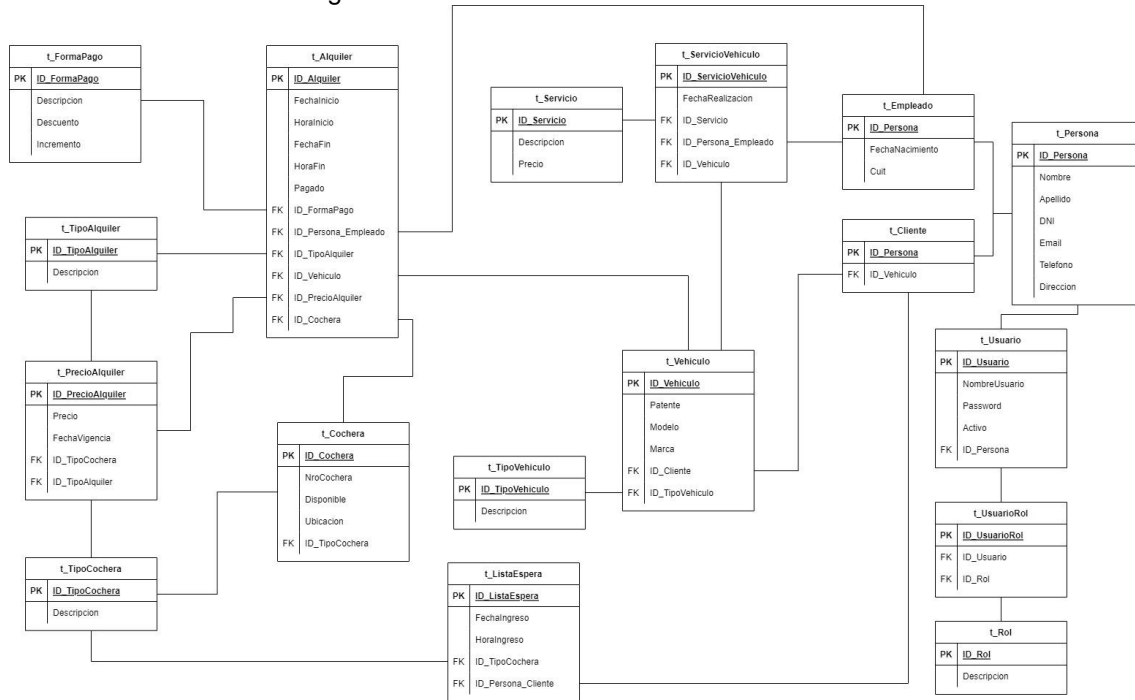 t_FormaPago
PK ID_FormaPago
Descripcion
Descuento
Incremento
t_Alquiler
PK ID_Alquiler
FechaInicio
HoraInicio
FechaFin
HoraFin
Pagado
FK ID_FormaPago
FK ID_Persona_Empleado
FK ID_TipoAlquiler
FK ID_Vehiculo
FK ID_PrecioAlquiler
FK ID_Cochera
t_Servicio
PK ID_Servicio
Descripcion
Precio
t_ServicioVehiculo
PK ID_ServicioVehiculo
FechaRealizacion
FK ID_Servicio
FK ID_Persona_Empleado
FK ID_Vehiculo
t_Empleado
PK ID_Persona
FechaNacimiento
Cuit
t_Persona
PK ID_Persona
Nombre
Apellido
DNI
Email
Telefono
Direccion
t_TipoAlquiler
PK ID_TipoAlquiler
Descripcion
t_Cliente
PK ID_Persona
FK ID_Vehiculo
t_PrecioAlquiler
PK ID_PrecioAlquiler
Precio
FechaVigencia
FK ID_TipoCochera
FK ID_TipoAlquiler
t_Cochera
PK ID_Cochera
NroCochera
Disponible
Ubicacion
FK ID_TipoCochera
t_TipoVehiculo
PK ID_TipoVehiculo
Descripcion
t_Vehiculo
PK ID_Vehiculo
Patente
Modelo
Marca
FK ID_Cliente
FK ID_TipoVehiculo
t_Usuario
PK ID_Usuario
NombreUsuario
Password
Activo
FK ID_Persona
t_UsuarioRol
PK ID_UsuarioRol
FK ID_Usuario
FK ID_Rol
t_TipoCochera
PK ID_TipoCochera
Descripcion
t_ListaEspera
PK ID_ListaEspera
FechaIngreso
HoraIngreso
FK ID_TipoCochera
FK ID_Persona_Cliente
t_Rol
PK ID_Rol
Descripcion